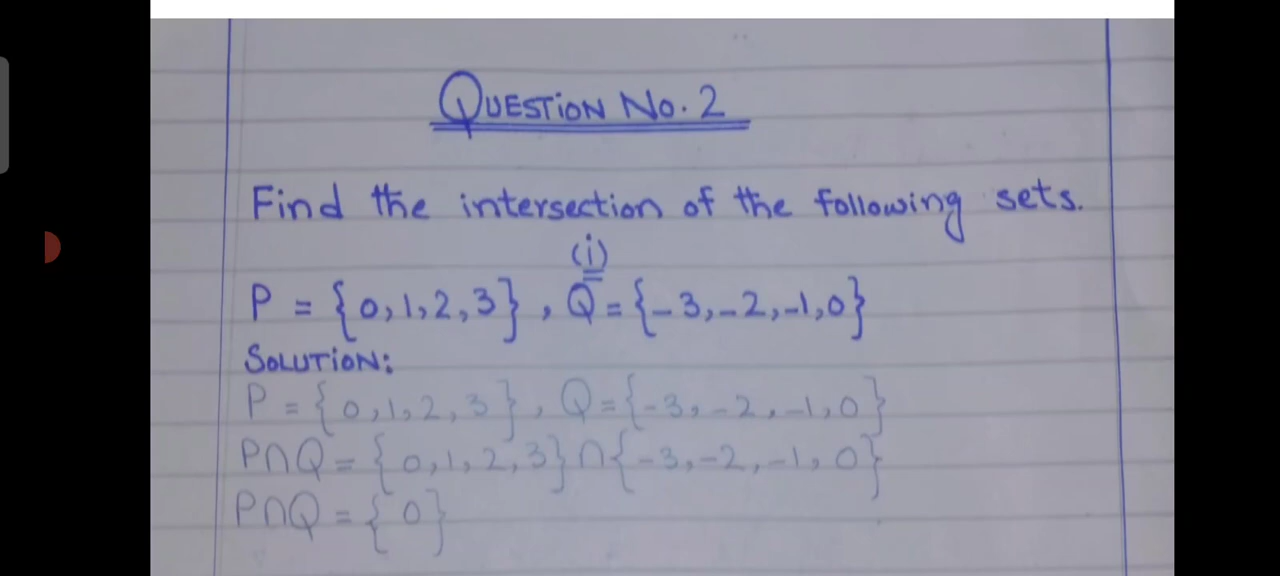 QUESTION No. 2
Find the intersection of the following sets.
(i)
P = {0,1,2,3}, Q = {-3,-2,-1,0}
SOLUTION:
P = {0,1,2,3}, Q = {-3,-2,-1,0}
P∩Q = {0,1,2,3}∩{-3,-2,-1,0}
P∩Q = {0}